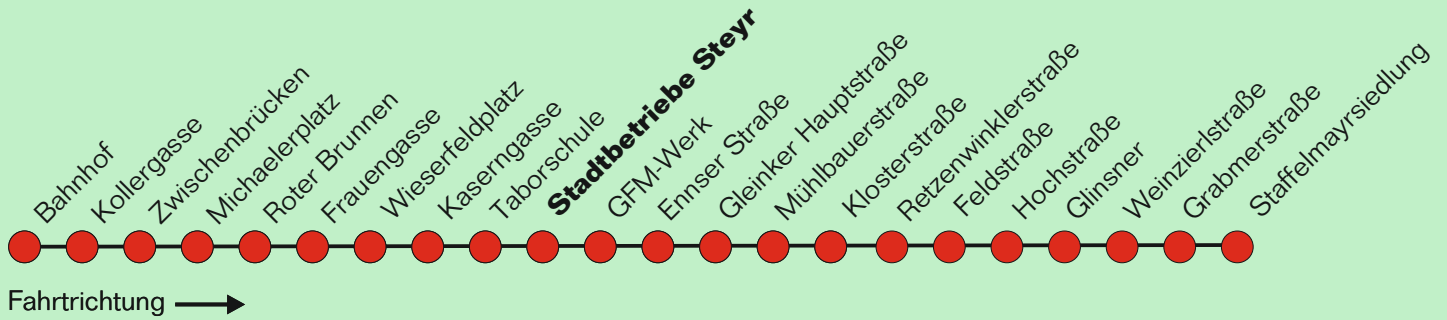 Bahnhof
Kollergasse
Zwischenbrücken
Michaelerplatz
Roter Brunnen
Frauengasse
Wieserfeldplatz
Kaserngasse
Taborschule
Stadtbetriebe Steyr
GFM-Werk
Ennser Straße
Gleinker Hauptstraße
Mühlbauerstraße
Klosterstraße
Retzenwinklerstraße
Feldstraße
Hochstraße
Glinsner
Weinzierlstraße
Grabmerstraße
Staffelmayrsiedlung
Fahrtrichtung